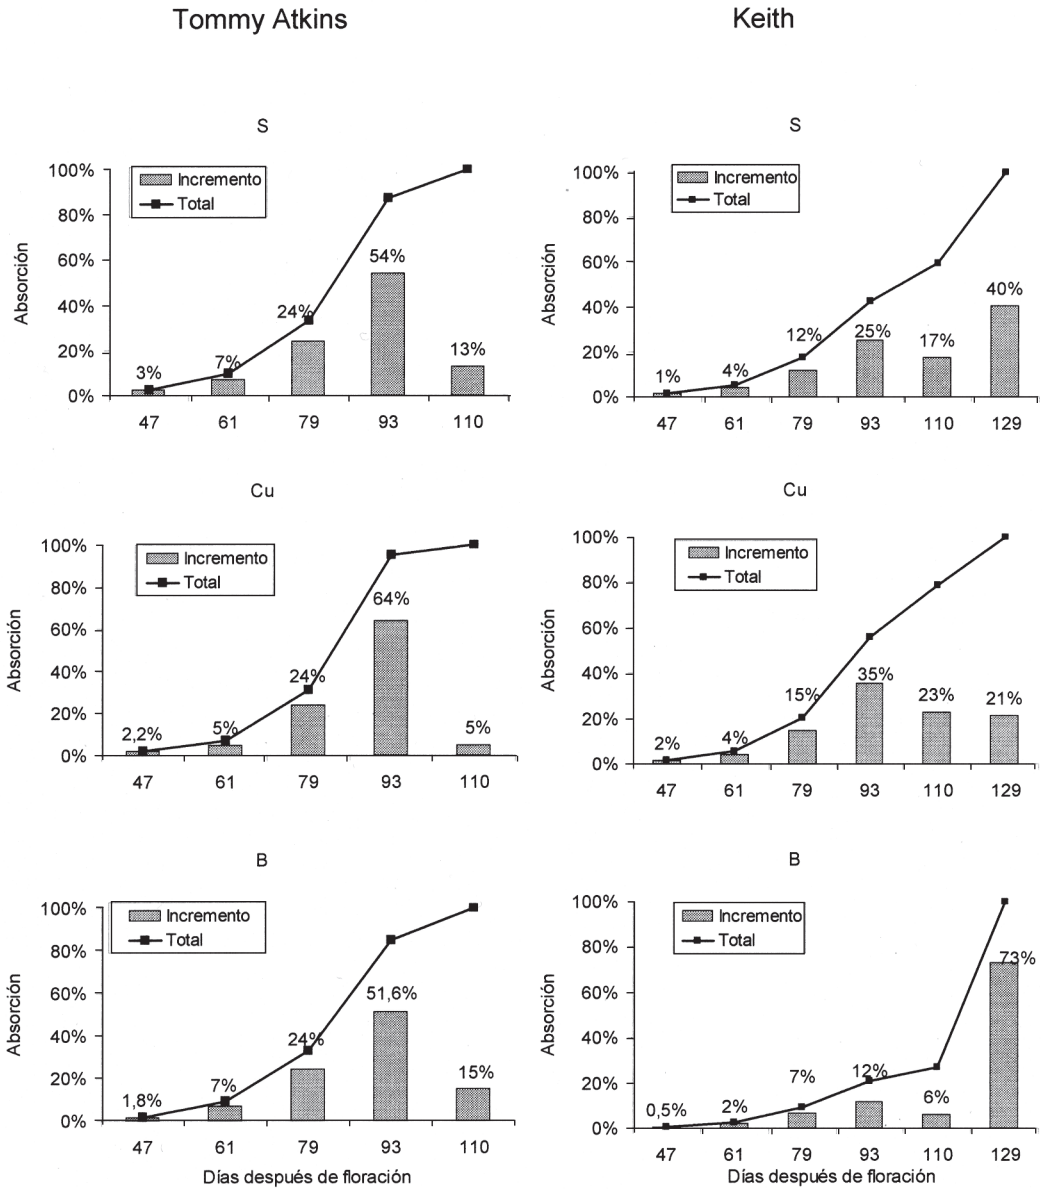 Tommy Atkins
Keith
S
Absorción
100%
80%
60%
40%
20%
0%
Incremento
Total
3%
7%
24%
54%
13%
47 61 79 93 110
S
Absorción
100%
80%
60%
40%
20%
0%
Incremento
Total
1%
4%
12%
25%
17%
40%
47 61 79 93 110 129
Cu
Absorción
100%
80%
60%
40%
20%
0%
Incremento
Total
2,2%
5%
24%
64%
5%
47 61 79 93 110
Cu
Absorción
100%
80%
60%
40%
20%
0%
Incremento
Total
2%
4%
15%
35%
23%
21%
47 61 79 93 110 129
B
Absorción
100%
80%
60%
40%
20%
0%
Incremento
Total
1,8%
7%
24%
51,6%
15%
47 61 79 93 110
Días después de floración
B
Absorción
100%
80%
60%
40%
20%
0%
Incremento
Total
0,5%
2%
7%
12%
6%
73%
47 61 79 93 110 129
Días después de floración